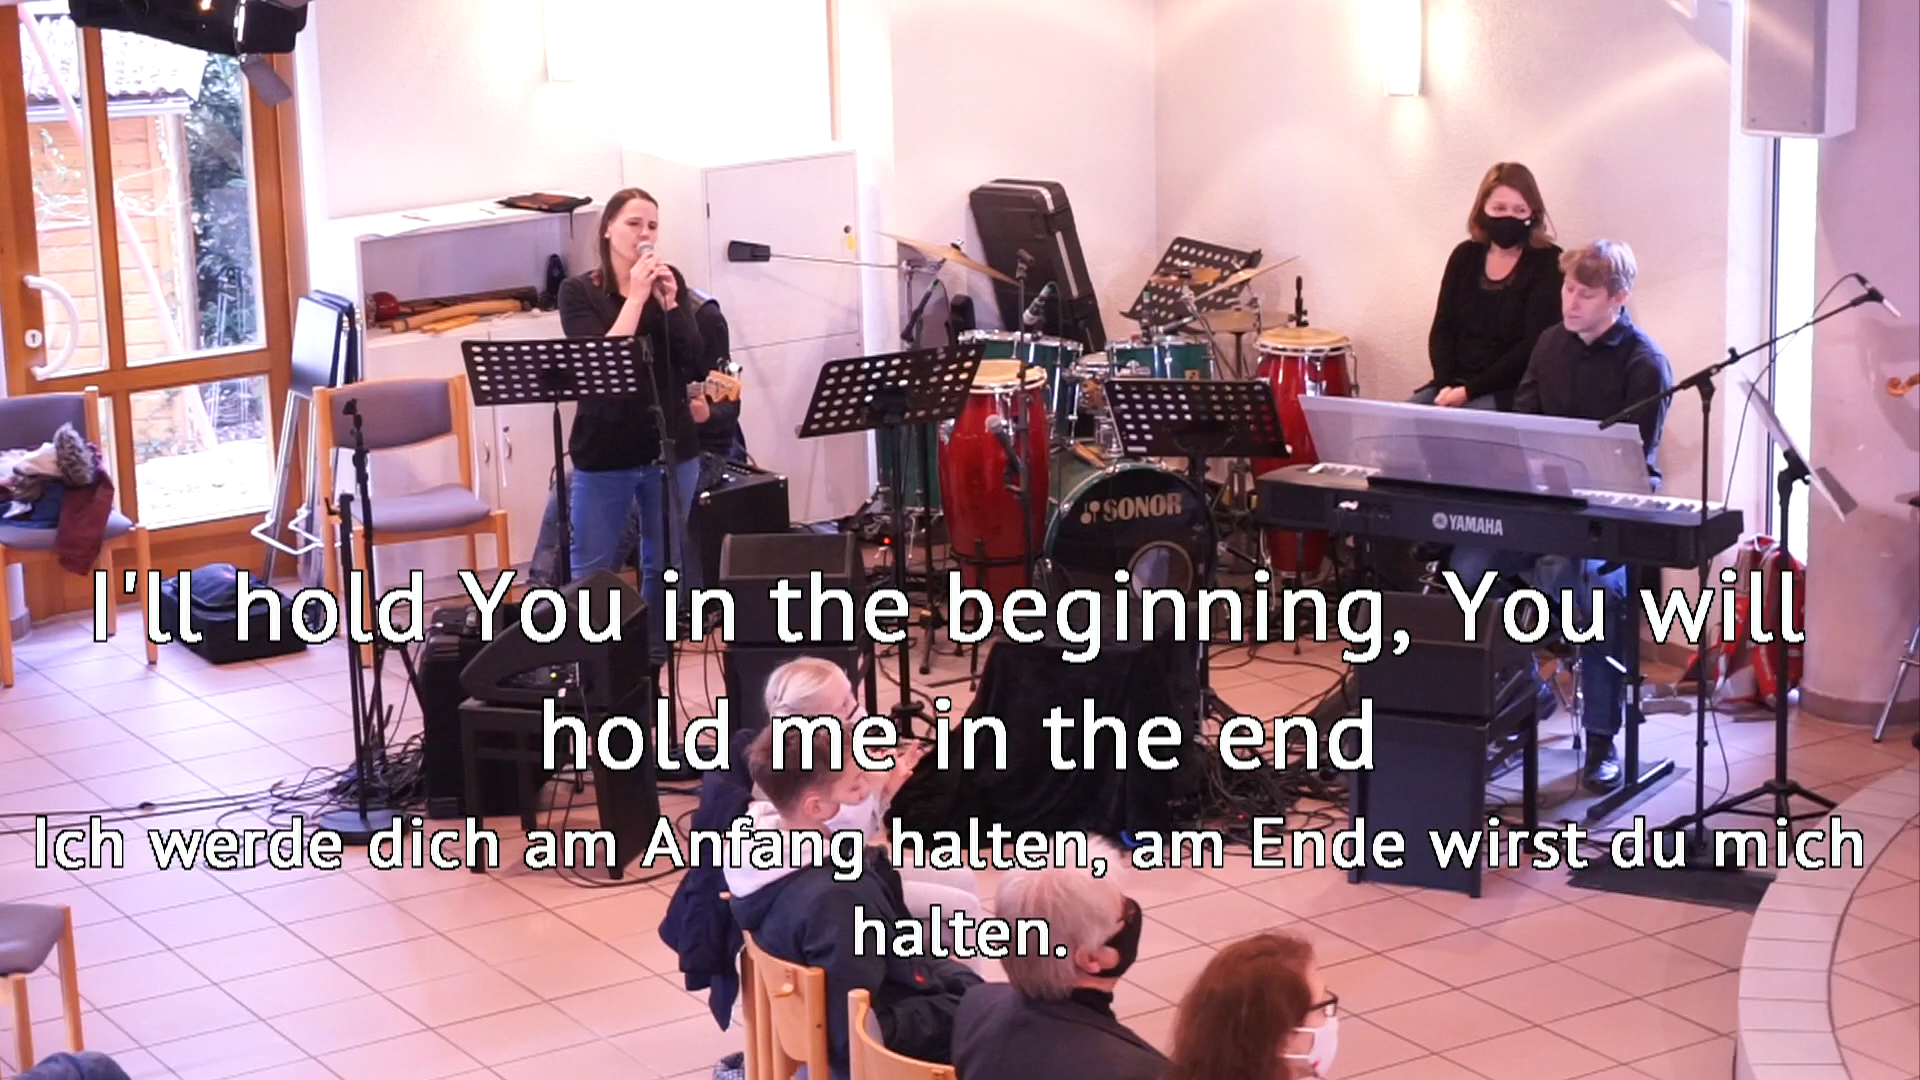 SONOR
YAMAHA
I'll hold You in the beginning, You will
hold me in the end
Ich werde dich am Anfang halten, am Ende wirst du mich
halten.